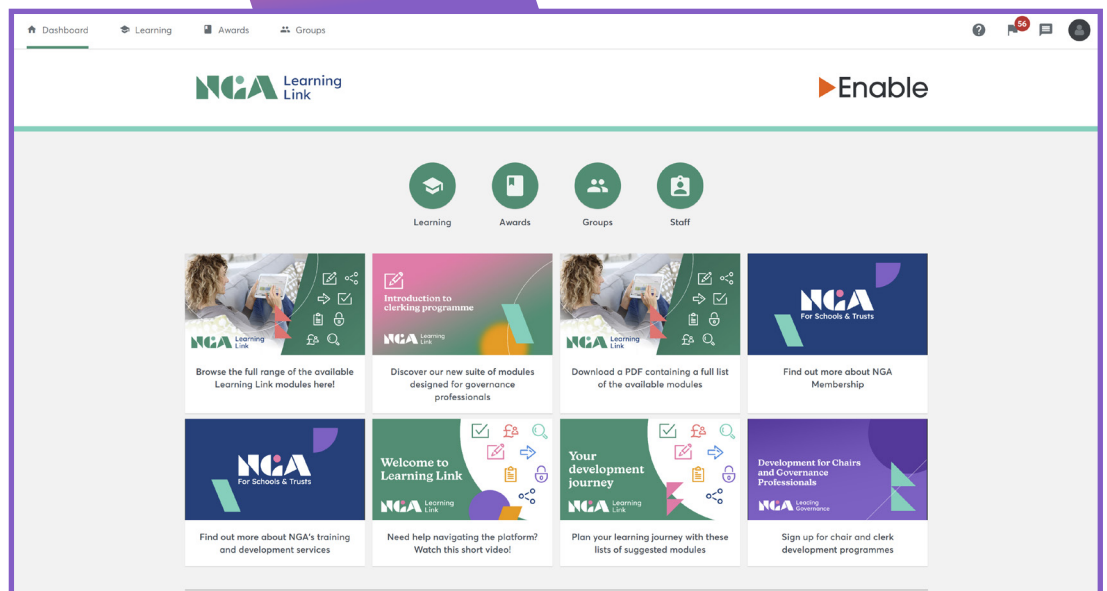 Dashboard
Learning
Awards
Groups
56
NGA Learning
Link
Enable
Learning
Awards
Groups
Staff
NGA Learning
Link
Browse the full range of the available
Learning Link modules here!
Introduction to
clerking programme
NGA Learning
Link
Discover our new suite of modules
designed for governance
professionals
NGA Learning
Link
Download a PDF containing a full list
of the available modules
NGA
For Schools & Trusts
Find out more about NGA
Membership
NGA
For Schools & Trusts
Find out more about NGA's training
and development services
Welcome to
Learning Link
NGA Learning
Link
Need help navigating the platform?
Watch this short video!
Your
development
journey
NGA Learning
Link
Plan your learning journey with these
lists of suggested modules
Development for Chairs
and Governance
Professionals
NGA Leading
Governance
Sign up for chair and clerk
development programmes